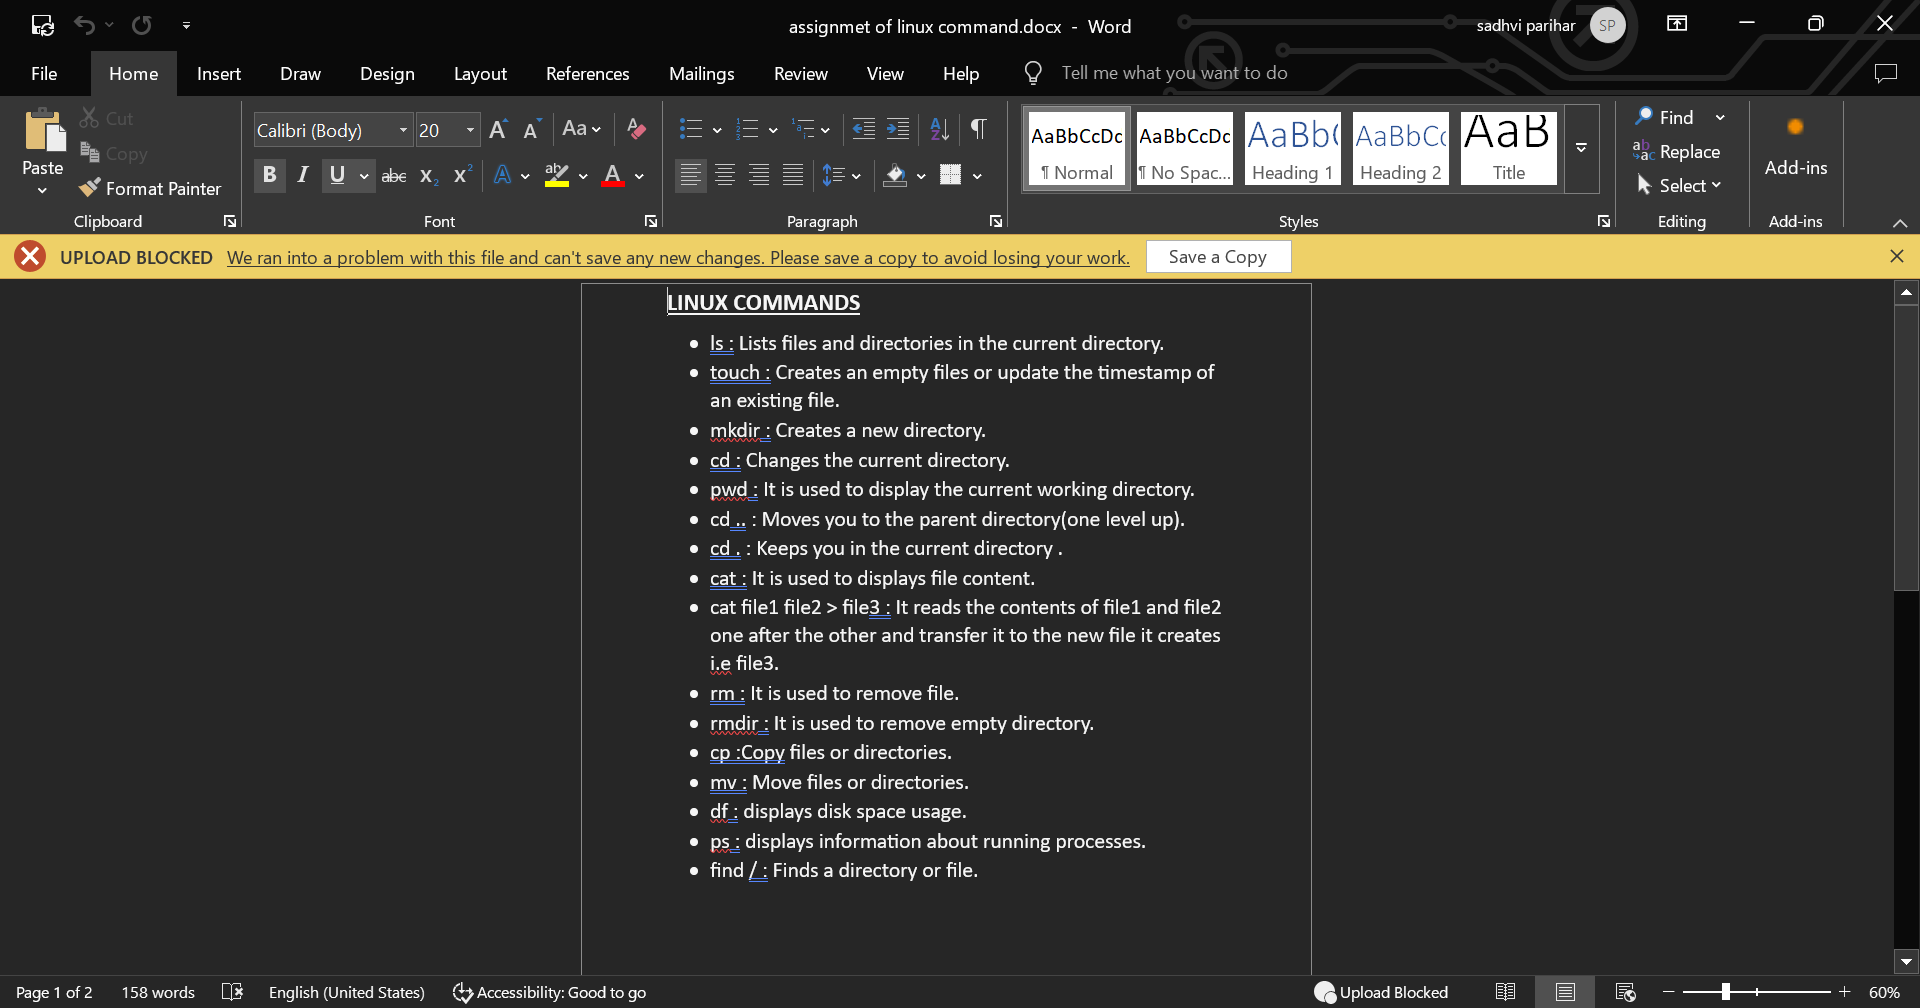 assignmet of linux command.docx - Word
sadhvi parihar SP
File Home Insert Draw Design Layout References Mailings Review View Help Tell me what you want to do
Paste
Cut
Copy
Format Painter
Clipboard
Calibri (Body) 20
Font
Paragraph
AaBbCcDc AaBbCcDc AaBb( AaBbC( AaB
¶ Normal ¶ No Spac... Heading 1 Heading 2 Title
Styles
Find
Replace
Select
Editing
Add-ins
Add-ins
UPLOAD BLOCKED We ran into a problem with this file and can't save any new changes. Please save a copy to avoid losing your work. Save a Copy
LINUX COMMANDS
• ls : Lists files and directories in the current directory.
• touch : Creates an empty files or update the timestamp of
an existing file.
• mkdir : Creates a new directory.
• cd : Changes the current directory.
• pwd : It is used to display the current working directory.
• cd .. : Moves you to the parent directory(one level up).
• cd . : Keeps you in the current directory .
• cat : It is used to displays file content.
• cat file1 file2 > file3 : It reads the contents of file1 and file2
one after the other and transfer it to the new file it creates
i.e file3.
• rm : It is used to remove file.
• rmdir : It is used to remove empty directory.
• cp :Copy files or directories.
• mv : Move files or directories.
• df : displays disk space usage.
• ps : displays information about running processes.
• find / : Finds a directory or file.
Page 1 of 2 158 words English (United States) Accessibility: Good to go Upload Blocked 60%